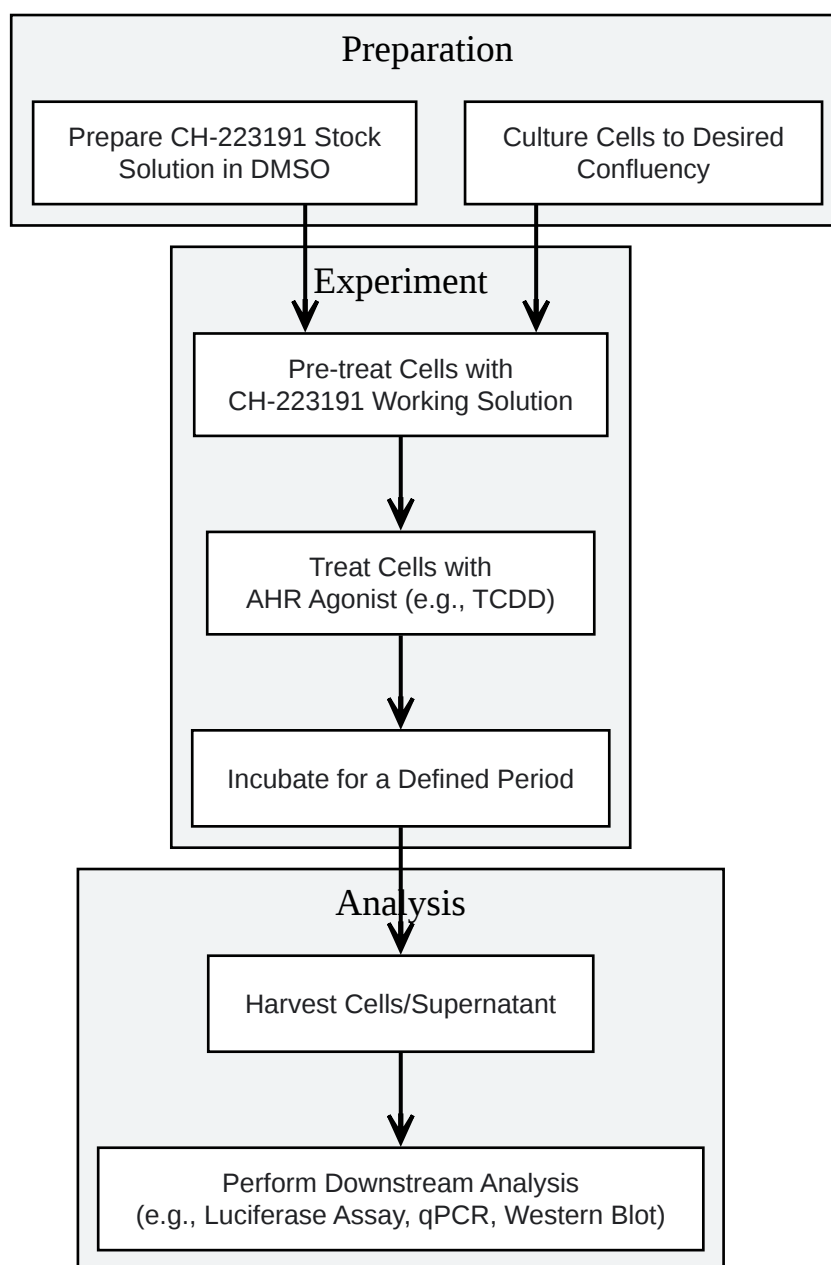 Preparation
Prepare CH-223191 Stock
Solution in DMSO
Culture Cells to Desired
Confluency
Experiment
Pre-treat Cells with
CH-223191 Working Solution
Treat Cells with
AHR Agonist (e.g., TCDD)
Incubate for a Defined Period
Analysis
Harvest Cells/Supernatant
Perform Downstream Analysis
(e.g., Luciferase Assay, qPCR, Western Blot)